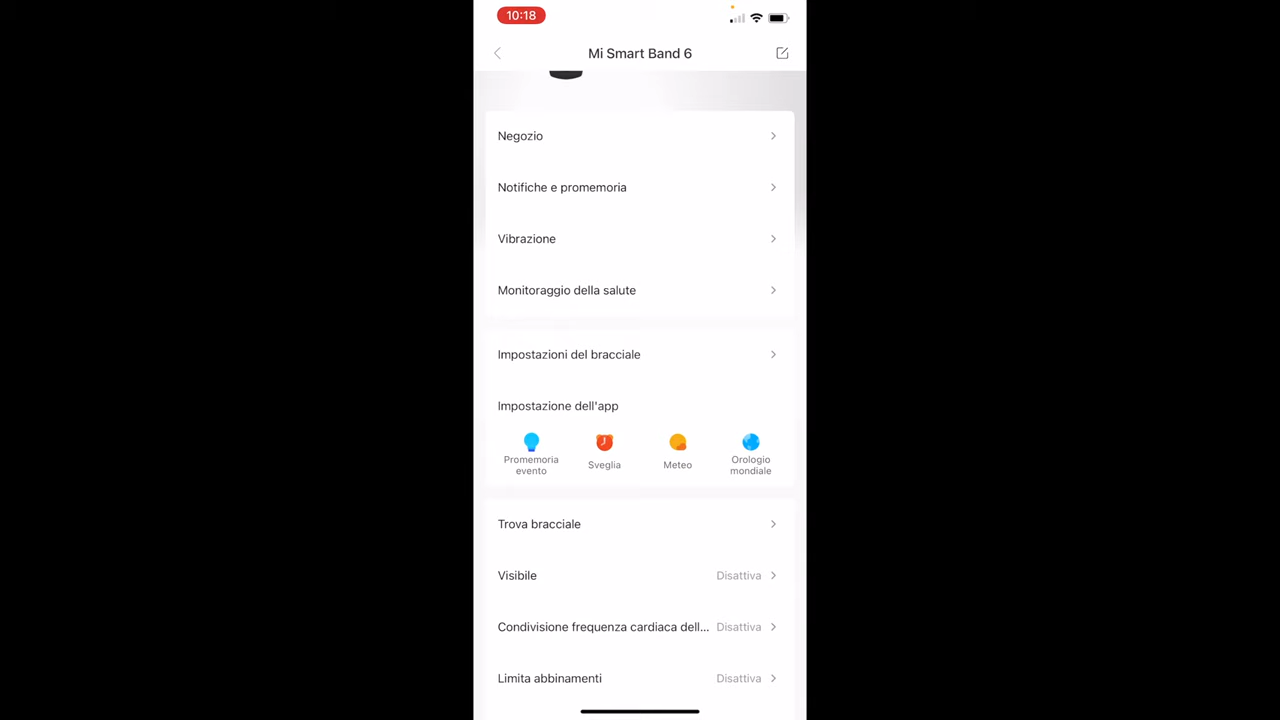 10:18
Mi Smart Band 6
Negozio
Notifiche e promemoria
Vibrazione
Monitoraggio della salute
Impostazioni del bracciale
Impostazione dell'app
Promemoria evento
Sveglia
Meteo
Orologio mondiale
Trova bracciale
Visibile Disattiva
Condivisione frequenza cardiaca dell... Disattiva
Limita abbinamenti Disattiva